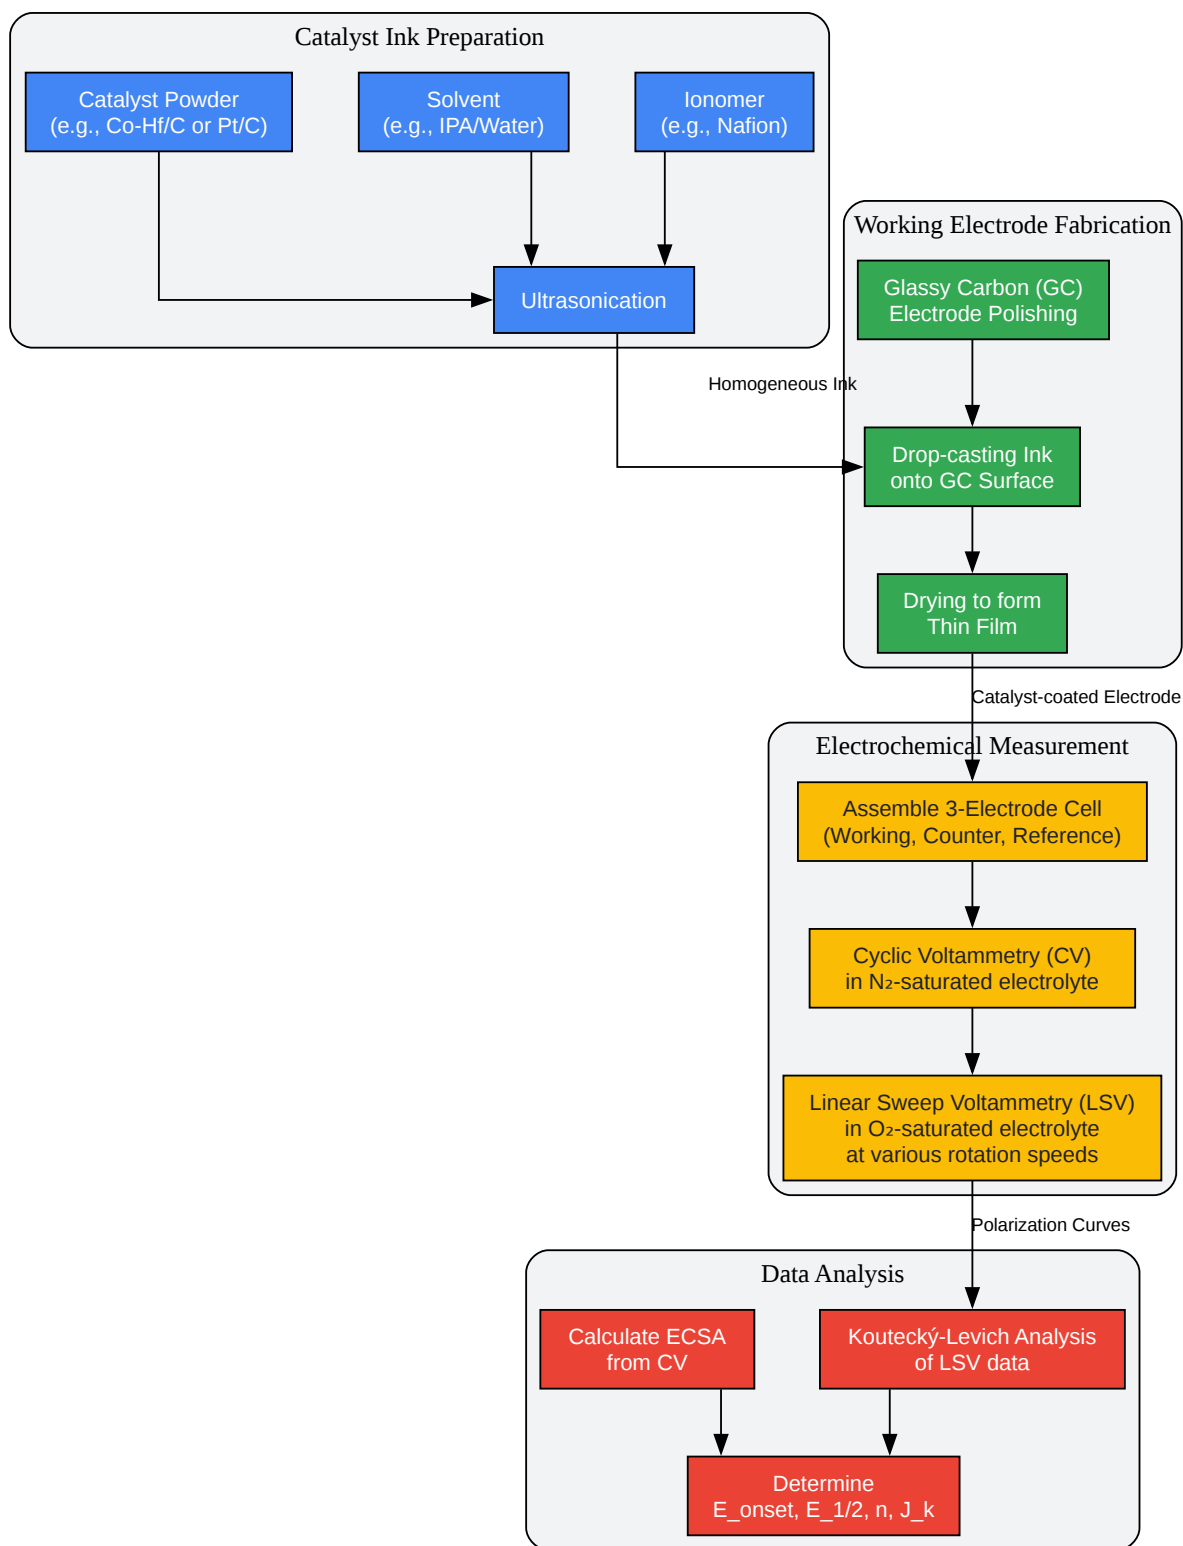 Catalyst Ink Preparation
Catalyst Powder
(e.g., Co-Hf/C or Pt/C)
Solvent
(e.g., IPA/Water)
Ionomer
(e.g., Nafion)
Ultrasonication
Homogeneous Ink
Working Electrode Fabrication
Glassy Carbon (GC)
Electrode Polishing
Drop-casting Ink
onto GC Surface
Drying to form
Thin Film
Catalyst-coated Electrode
Electrochemical Measurement
Assemble 3-Electrode Cell
(Working, Counter, Reference)
Cyclic Voltammetry (CV)
in N₂-saturated electrolyte
Linear Sweep Voltammetry (LSV)
in O₂-saturated electrolyte
at various rotation speeds
Polarization Curves
Data Analysis
Calculate ECSA
from CV
Koutecký-Levich Analysis
of LSV data
Determine
E_onset, E_1/2, n, J_k